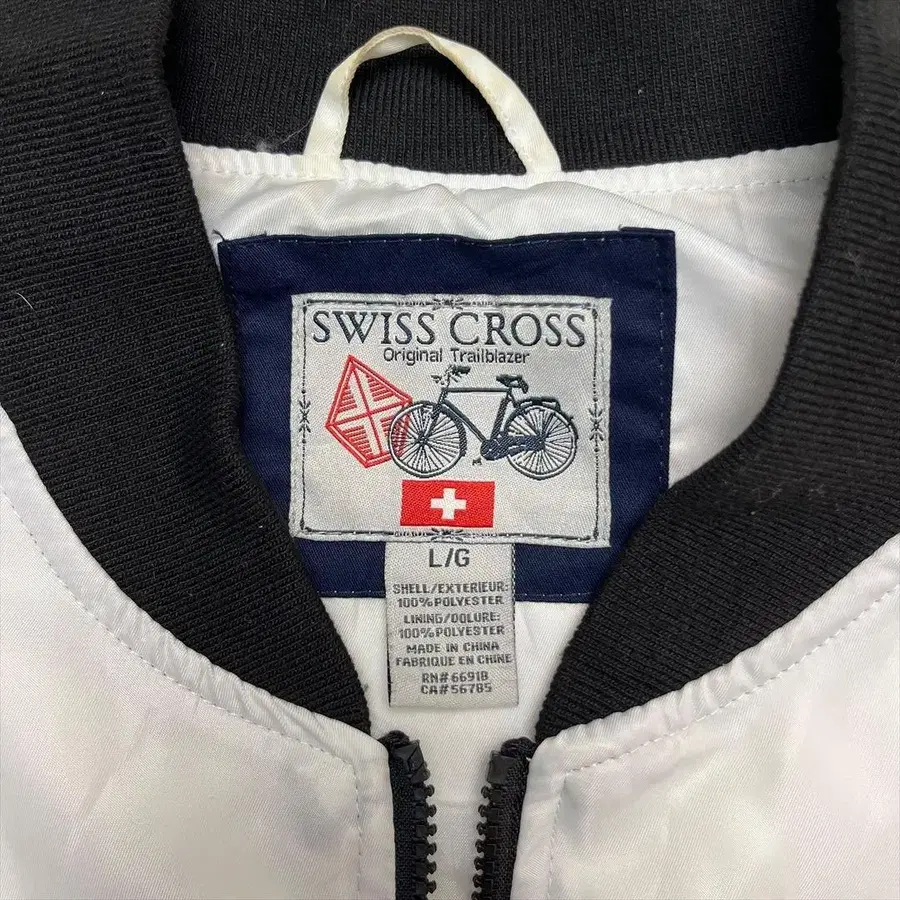 SWISS CROSS
Original Trailblazer
L/G
SHELL/EXTERIEUR:
100% POLYESTER
LINING/DOLURE:
100% POLYESTER
MADE IN CHINA
FABRIQUE EN CHINE
RN# 66918
CA# 56785